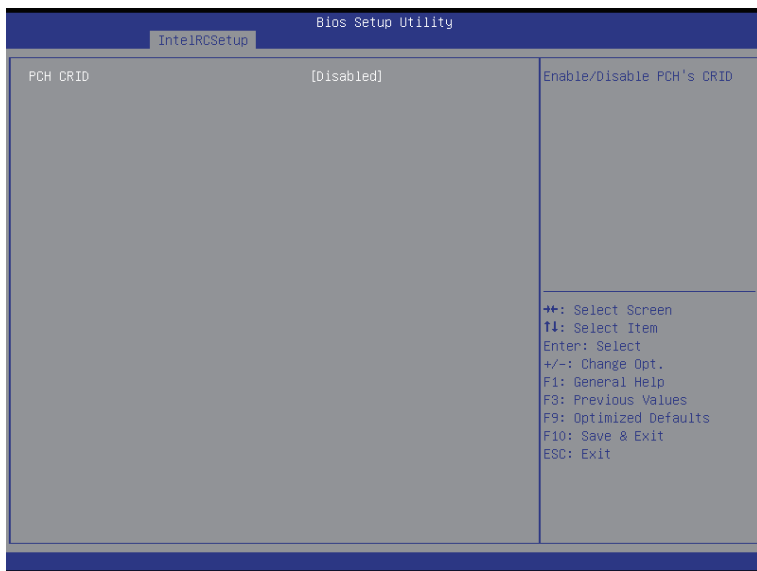 Bios Setup Utility
IntelRCSetup
PCH CRID [Disabled]
Enable/Disable PCH's CRID
→←: Select Screen
↑↓: Select Item
Enter: Select
+/-: Change Opt.
F1: General Help
F3: Previous Values
F9: Optimized Defaults
F10: Save & Exit
ESC: Exit